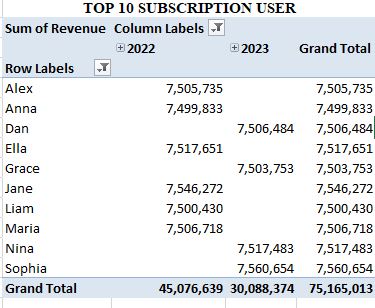 TOP 10 SUBSCRIPTION USER
Sum of Revenue Column Labels
2022 2023 Grand Total
Row Labels
Alex 7,505,735 7,505,735
Anna 7,499,833 7,499,833
Dan 7,506,484 7,506,484
Ella 7,517,651 7,517,651
Grace 7,503,753 7,503,753
Jane 7,546,272 7,546,272
Liam 7,500,430 7,500,430
Maria 7,506,718 7,506,718
Nina 7,517,483 7,517,483
Sophia 7,560,654 7,560,654
Grand Total 45,076,639 30,088,374 75,165,013